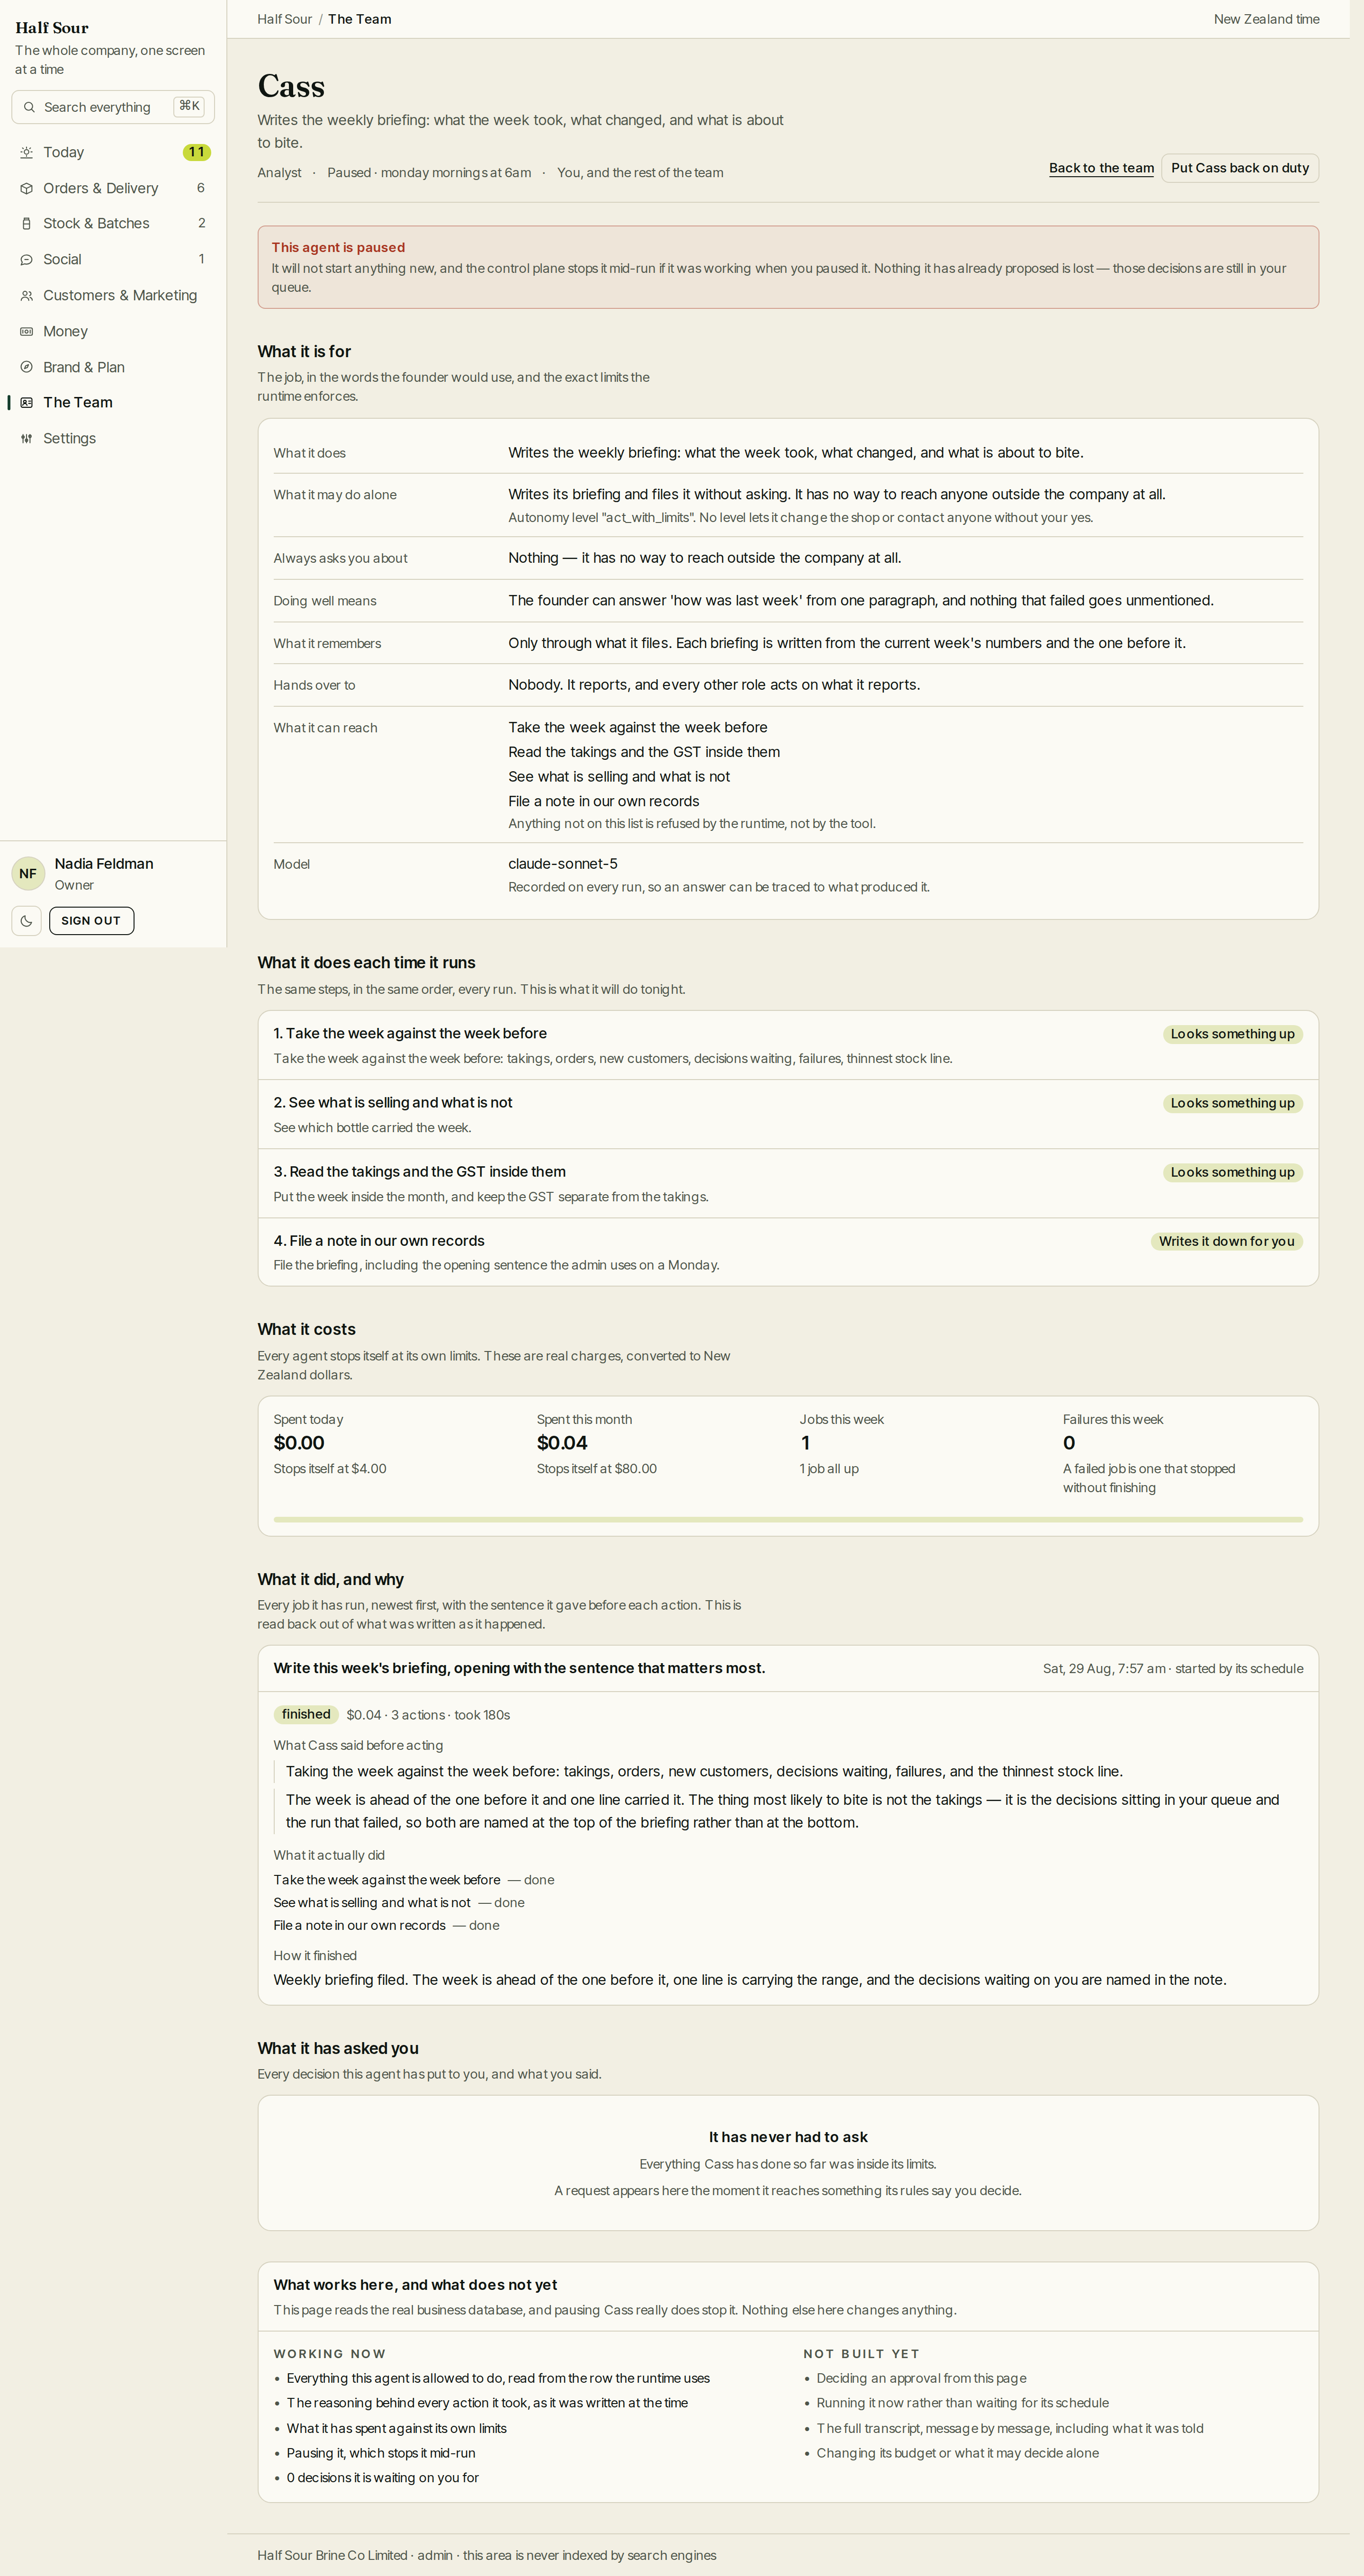 Half Sour
The whole company, one screen
at a time
Search everything ⌘K
Today 11
Orders & Delivery 6
Stock & Batches 2
Social 1
Customers & Marketing
Money
Brand & Plan
The Team
Settings
NF
Nadia Feldman
Owner
SIGN OUT
Half Sour / The Team
New Zealand time
Cass
Writes the weekly briefing: what the week took, what changed, and what is about
to bite.
Analyst · Paused · monday mornings at 6am · You, and the rest of the team
Back to the team
Put Cass back on duty
This agent is paused
It will not start anything new, and the control plane stops it mid-run if it was working when you paused it. Nothing it has already proposed is lost — those decisions are still in your
queue.
What it is for
The job, in the words the founder would use, and the exact limits the
runtime enforces.
What it does
Writes the weekly briefing: what the week took, what changed, and what is about to bite.
What it may do alone
Writes its briefing and files it without asking. It has no way to reach anyone outside the company at all.
Autonomy level "act_with_limits". No level lets it change the shop or contact anyone without your yes.
Always asks you about
Nothing — it has no way to reach outside the company at all.
Doing well means
The founder can answer 'how was last week' from one paragraph, and nothing that failed goes unmentioned.
What it remembers
Only through what it files. Each briefing is written from the current week's numbers and the one before it.
Hands over to
Nobody. It reports, and every other role acts on what it reports.
What it can reach
Take the week against the week before
Read the takings and the GST inside them
See what is selling and what is not
File a note in our own records
Anything not on this list is refused by the runtime, not by the tool.
Model
claude-sonnet-5
Recorded on every run, so an answer can be traced to what produced it.
What it does each time it runs
The same steps, in the same order, every run. This is what it will do tonight.
1. Take the week against the week before
Looks something up
Take the week against the week before: takings, orders, new customers, decisions waiting, failures, thinnest stock line.
2. See what is selling and what is not
Looks something up
See which bottle carried the week.
3. Read the takings and the GST inside them
Looks something up
Put the week inside the month, and keep the GST separate from the takings.
4. File a note in our own records
Writes it down for you
File the briefing, including the opening sentence the admin uses on a Monday.
What it costs
Every agent stops itself at its own limits. These are real charges, converted to New
Zealand dollars.
Spent today
$0.00
Stops itself at $4.00
Spent this month
$0.04
Stops itself at $80.00
Jobs this week
1
1 job all up
Failures this week
0
A failed job is one that stopped
without finishing
What it did, and why
Every job it has run, newest first, with the sentence it gave before each action. This is
read back out of what was written as it happened.
Write this week's briefing, opening with the sentence that matters most.
Sat, 29 Aug, 7:57 am · started by its schedule
finished $0.04 · 3 actions · took 180s
What Cass said before acting
Taking the week against the week before: takings, orders, new customers, decisions waiting, failures, and the thinnest stock line.
The week is ahead of the one before it and one line carried it. The thing most likely to bite is not the takings — it is the decisions sitting in your queue and
the run that failed, so both are named at the top of the briefing rather than at the bottom.
What it actually did
Take the week against the week before — done
See what is selling and what is not — done
File a note in our own records — done
How it finished
Weekly briefing filed. The week is ahead of the one before it, one line is carrying the range, and the decisions waiting on you are named in the note.
What it has asked you
Every decision this agent has put to you, and what you said.
It has never had to ask
Everything Cass has done so far was inside its limits.
A request appears here the moment it reaches something its rules say you decide.
What works here, and what does not yet
This page reads the real business database, and pausing Cass really does stop it. Nothing else here changes anything.
WORKING NOW
• Everything this agent is allowed to do, read from the row the runtime uses
• The reasoning behind every action it took, as it was written at the time
• What it has spent against its own limits
• Pausing it, which stops it mid-run
• 0 decisions it is waiting on you for
NOT BUILT YET
• Deciding an approval from this page
• Running it now rather than waiting for its schedule
• The full transcript, message by message, including what it was told
• Changing its budget or what it may decide alone
Half Sour Brine Co Limited · admin · this area is never indexed by search engines